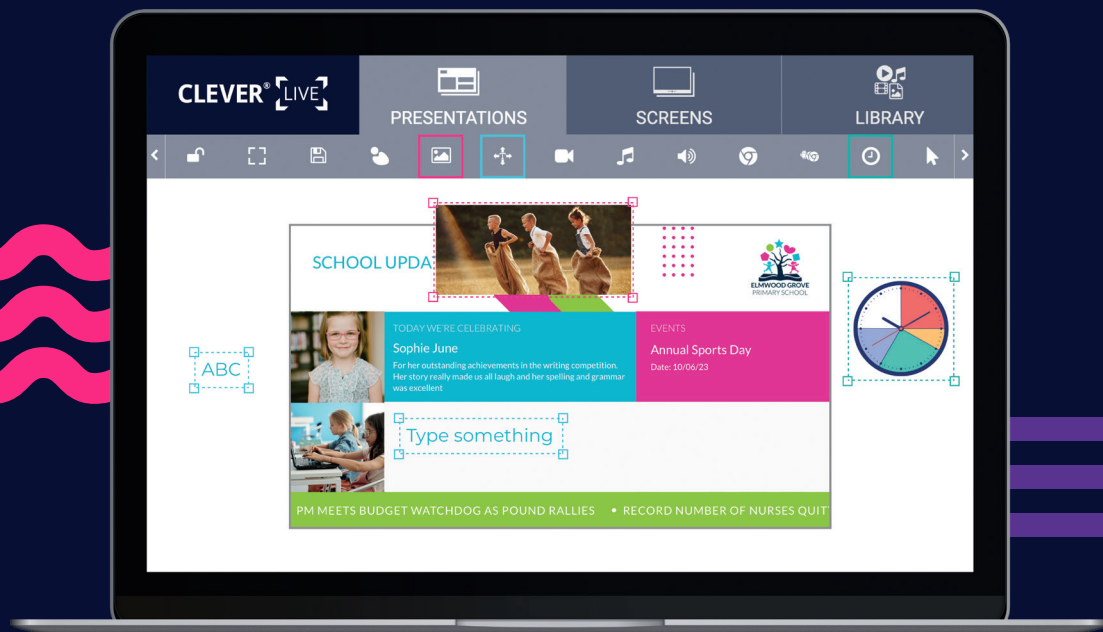 CLEVER® LIVE
PRESENTATIONS
SCREENS
LIBRARY
SCHOOL UPDA
ELMWOOD GROVE
PRIMARY SCHOOL
TODAY WE'RE CELEBRATING
Sophie June
For her outstanding achievements in the writing competition.
Her story really made us all laugh and her spelling and grammar
was excellent
EVENTS
Annual Sports Day
Date: 10/06/23
ABC
Type something
PM MEETS BUDGET WATCHDOG AS POUND RALLIES • RECORD NUMBER OF NURSES QUIT